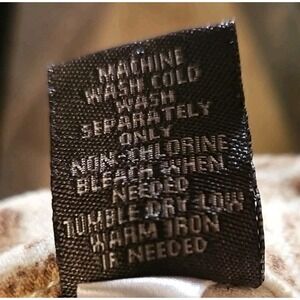 MACHINE
WASH COLD
WASH
SEPARATELY
ONLY
NON-CHLORINE
BLEACH WHEN
NEEDED
TUMBLE DRY LOW
WARM IRON
IF NEEDED